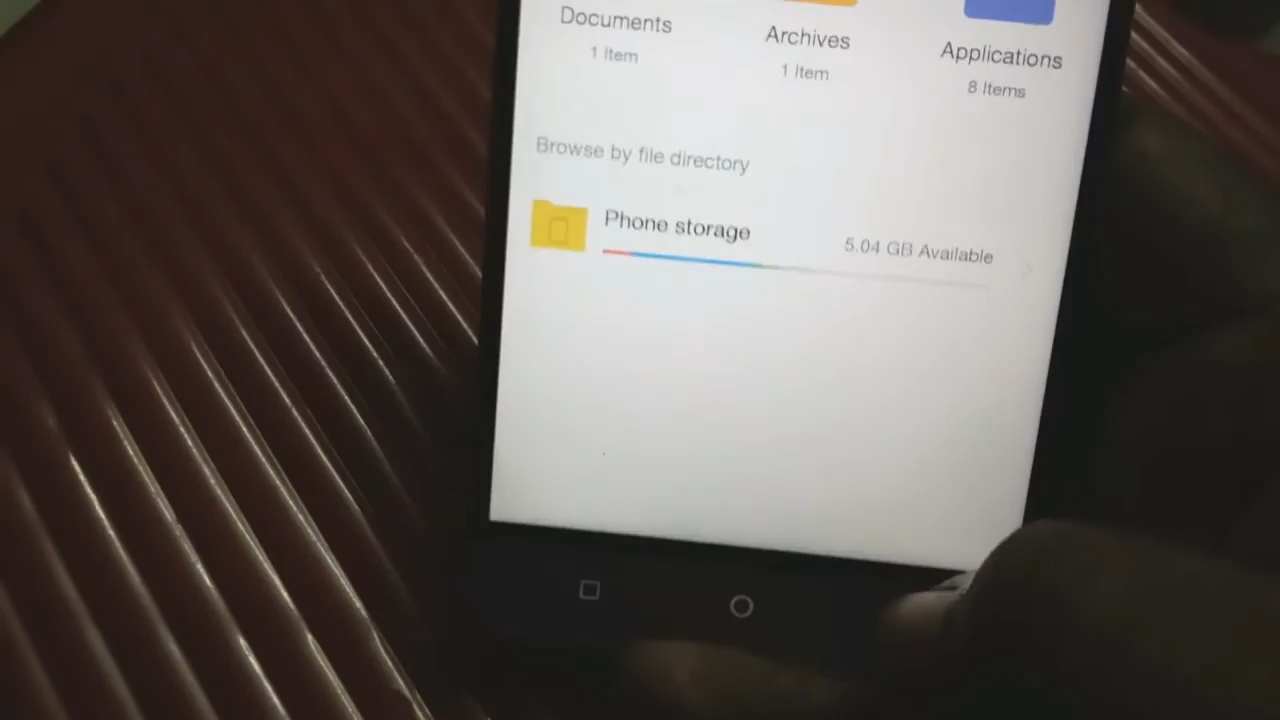 Documents
1 Item
Archives
1 Item
Applications
8 Items
Browse by file directory
Phone storage
5.04 GB Available